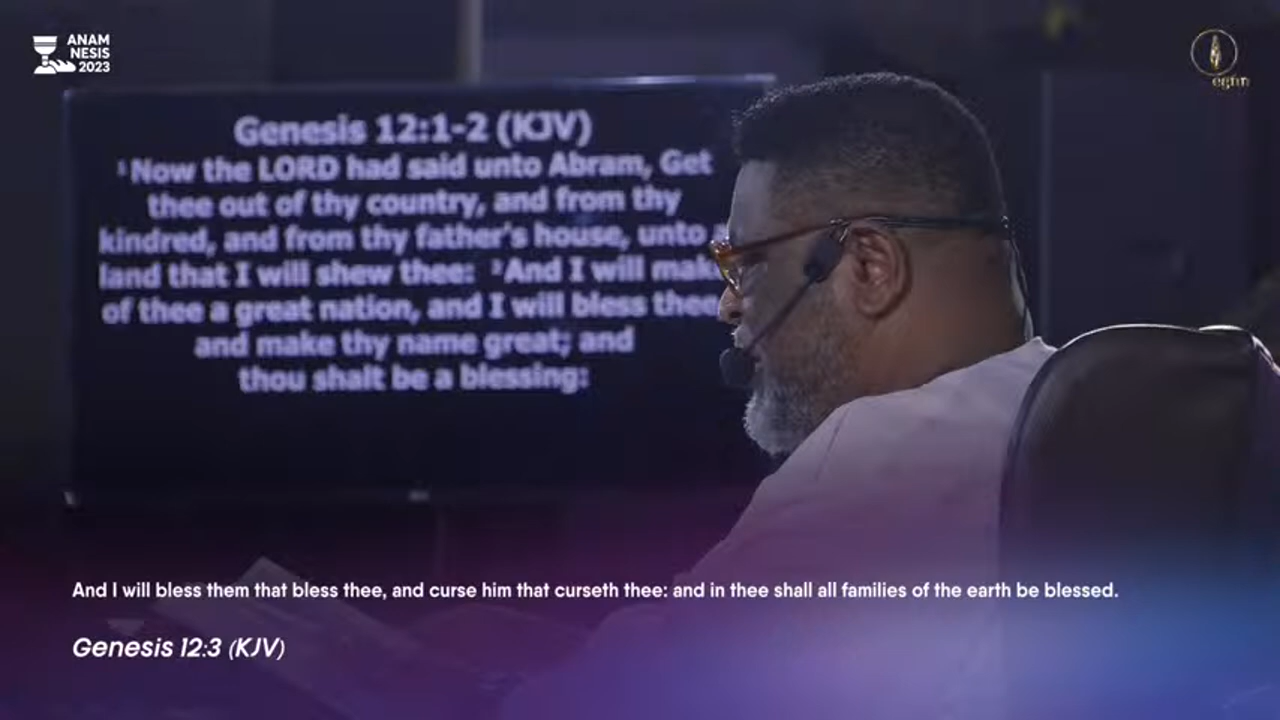 ANAM
NESIS
2023
egfm
Genesis 12:1-2 (KJV)
¹Now the LORD had said unto Abram, Get
thee out of thy country, and from thy
kindred, and from thy father's house, unto a
land that I will shew thee: ²And I will make
of thee a great nation, and I will bless thee
and make thy name great; and
thou shalt be a blessing:
And I will bless them that bless thee, and curse him that curseth thee: and in thee shall all families of the earth be blessed.
Genesis 12:3 (KJV)